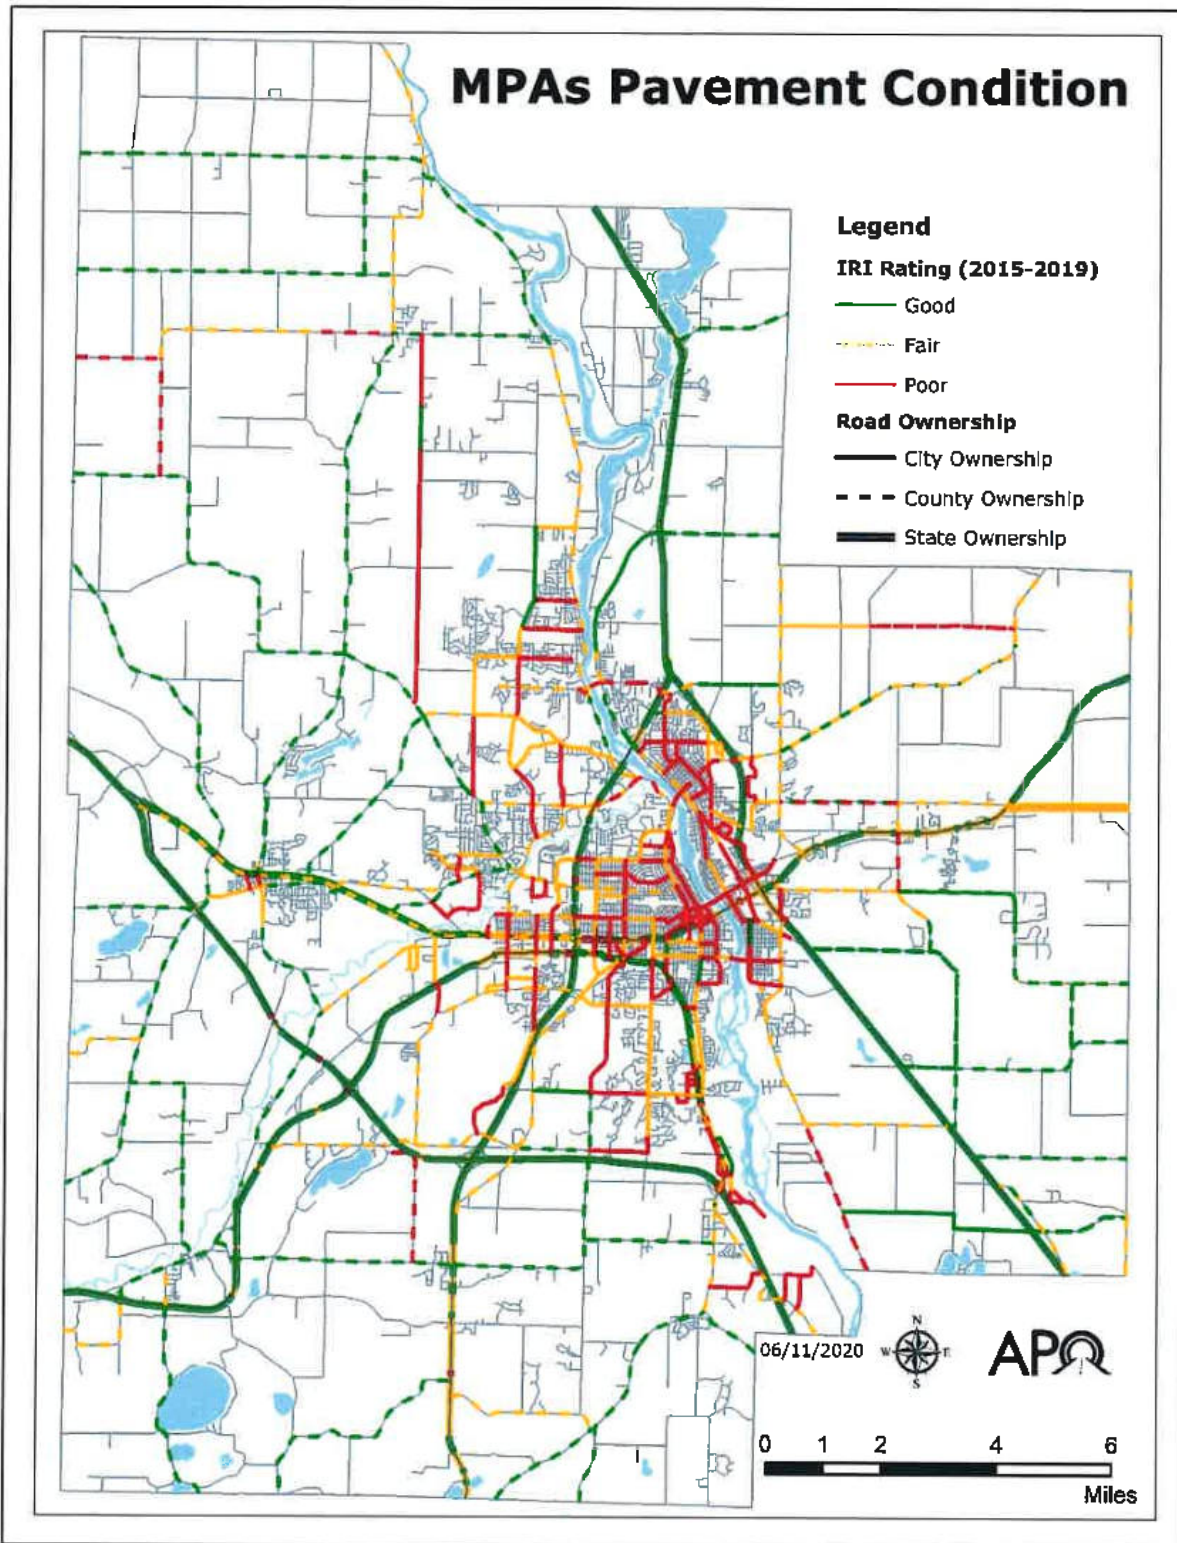 MPAs Pavement Condition
Legend
IRI Rating (2015-2019)
Good
Fair
Poor
Road Ownership
City Ownership
County Ownership
State Ownership
06/11/2020
N
W E
S
APO
0 1 2 4 6
Miles